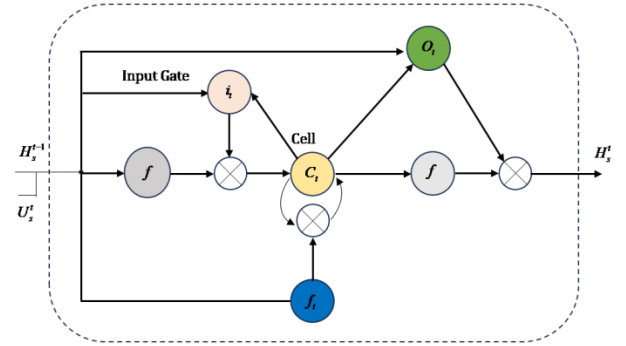 O_t
Input Gate
i_t
Cell
H_s^{t-1}
f
C_t
f
H_s^t
U_s^t
f_t